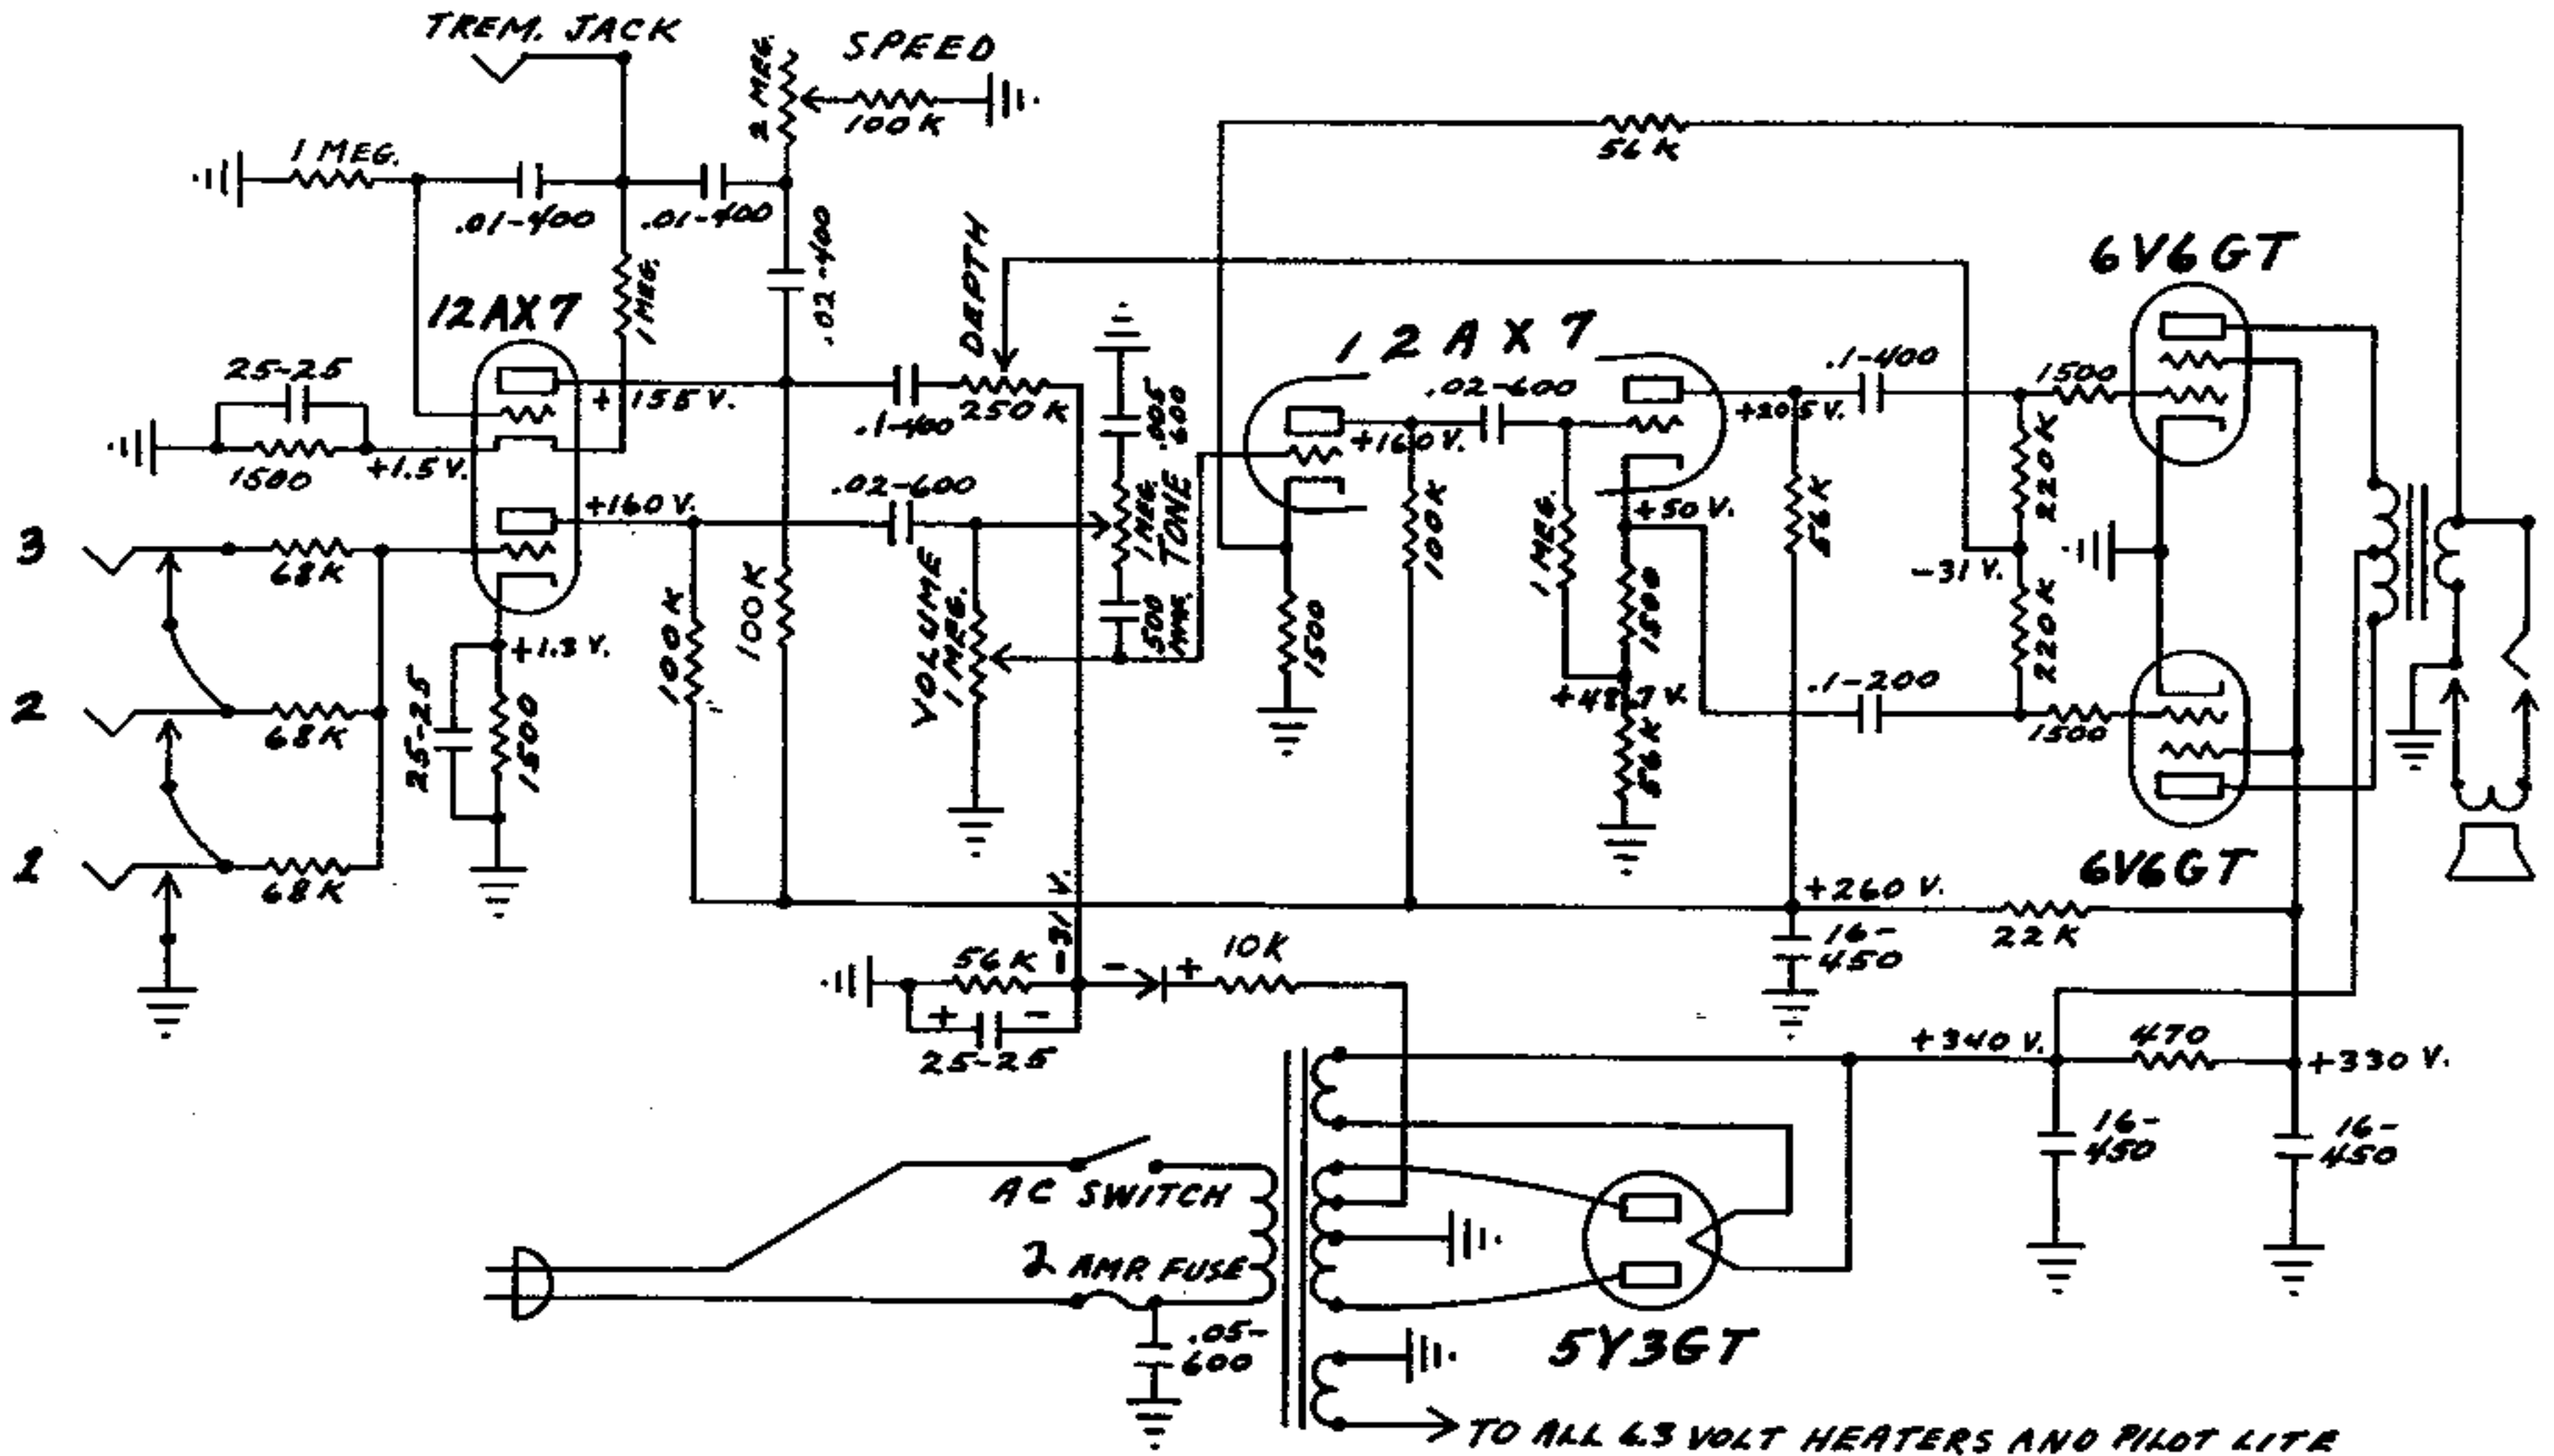 TREM. JACK
2 MEG.
SPEED
100K
1 MEG.
.01-400
.01-400
.02-400
1 MEG.
DEPTH
56K
6V6GT
12AX7
25-25
1500
+1.5 V.
+ 155 V.
.1-400
250K
.005
600
1 MEG.
TONE
500
MMF.
12AX7
+160 V.
.02-600
+205 V.
.1-400
1500
220K
+160 V.
.02-600
3
68K
100K
100K
VOLUME
1 MEG.
1500
100K
1 MEG.
+50 V.
1500
56K
-31 V.
220K
+1.3 V.
25-25
1500
2
68K
+48.7 V.
56K
.1-200
1500
6V6GT
1
68K
-31 V.
+260 V.
16-
450
22K
56K
- +
10K
+ -
25-25
+340 V.
470
+330 V.
16-
450
16-
450
AC SWITCH
2 AMP. FUSE
.05-
600
5Y3GT
TO ALL 6.3 VOLT HEATERS AND PILOT LITE